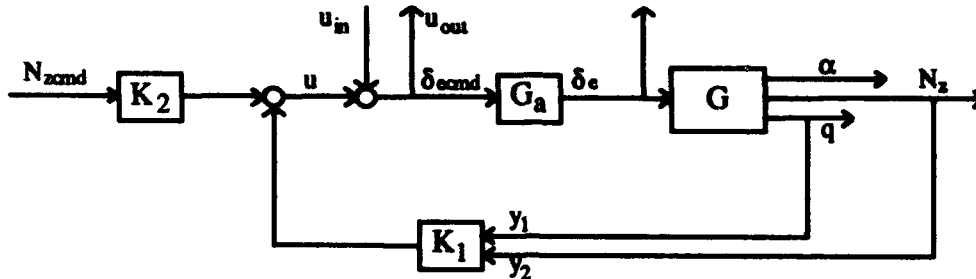 u_in
u_out
N_zcmd
K_2
u
δ_ecmd
G_a
δ_e
G
α
N_z
q
K_1
y_1
y_2